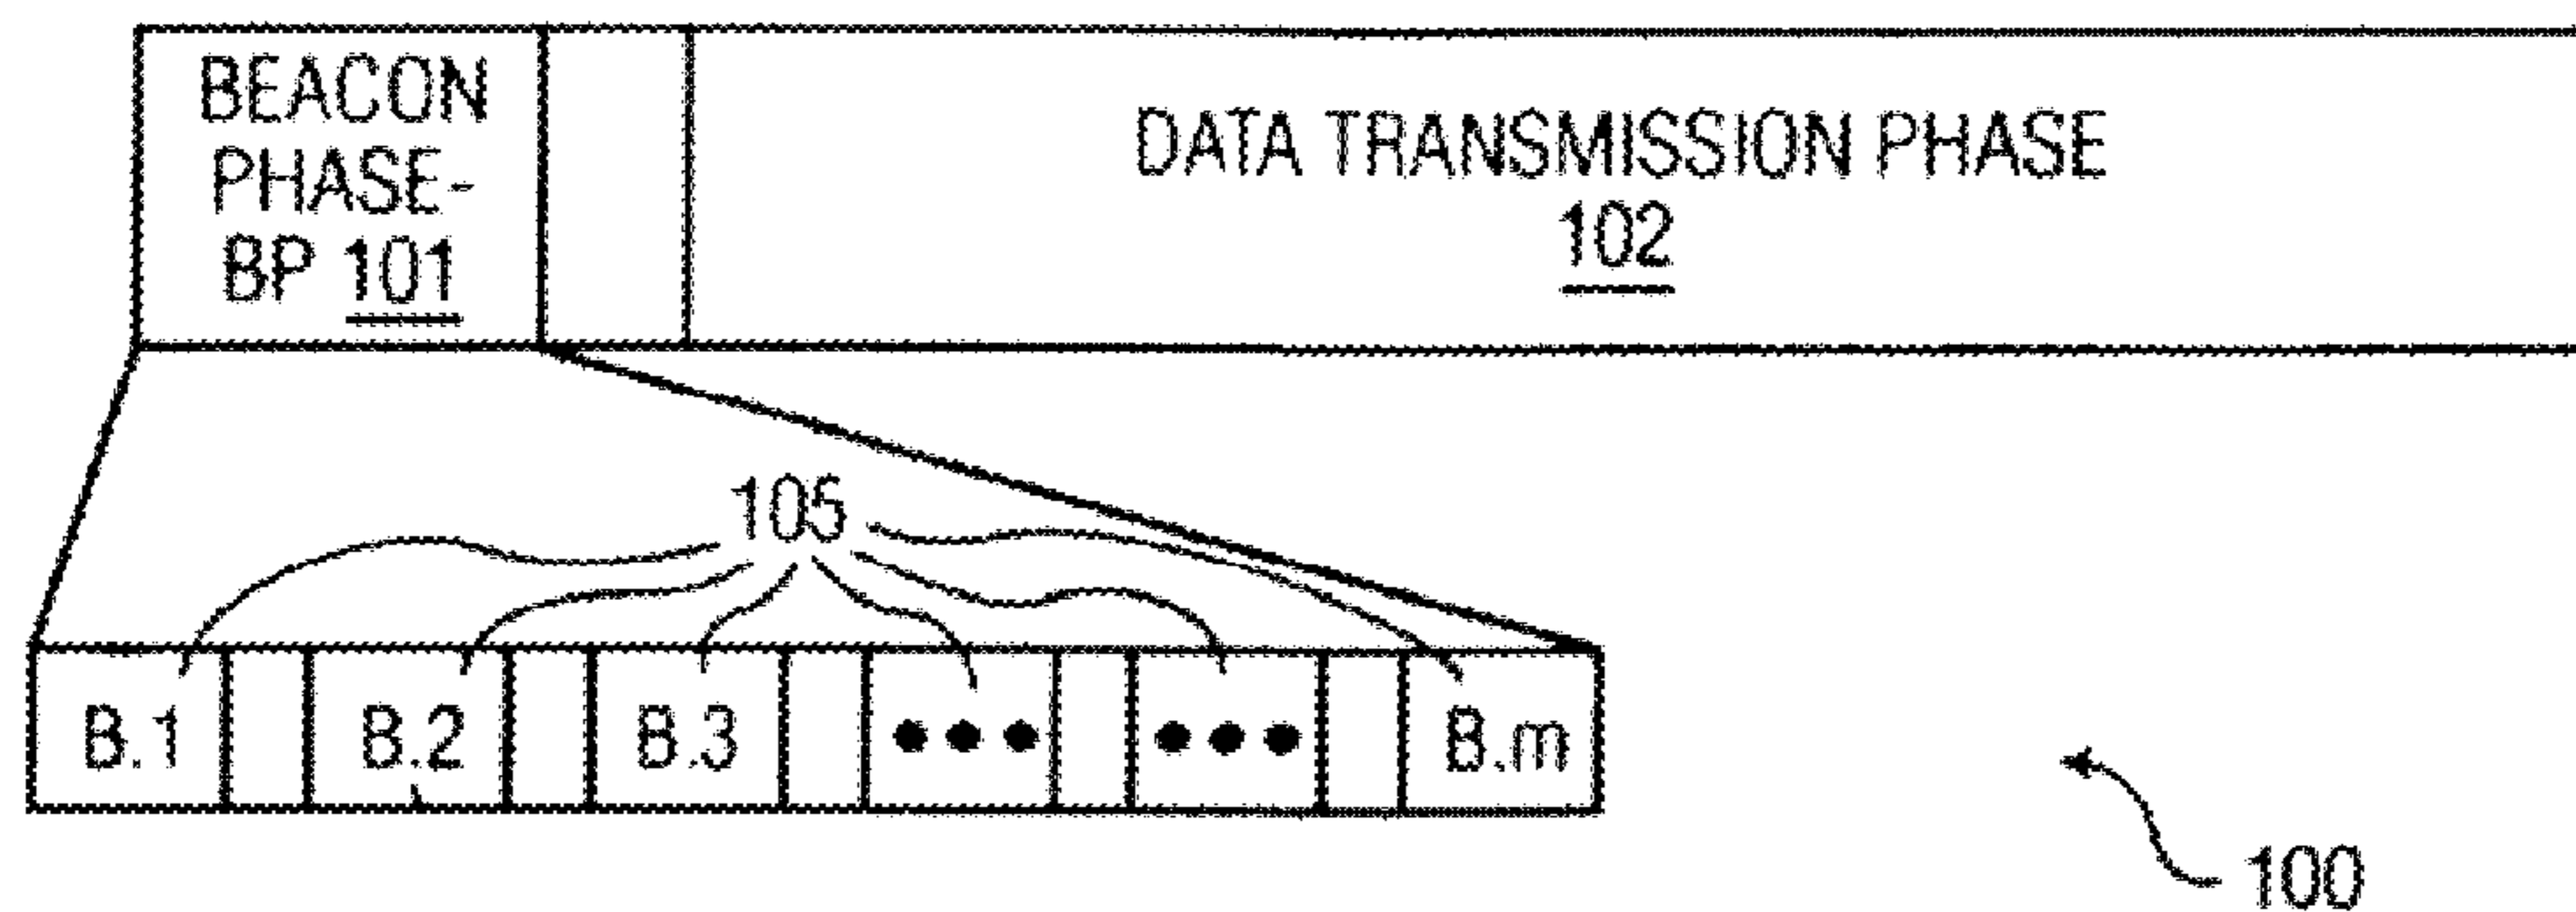 BEACON
PHASE-
BP 101
DATA TRANSMISSION PHASE
102
105
B.1 B.2 B.3 ••• ••• B.m
100